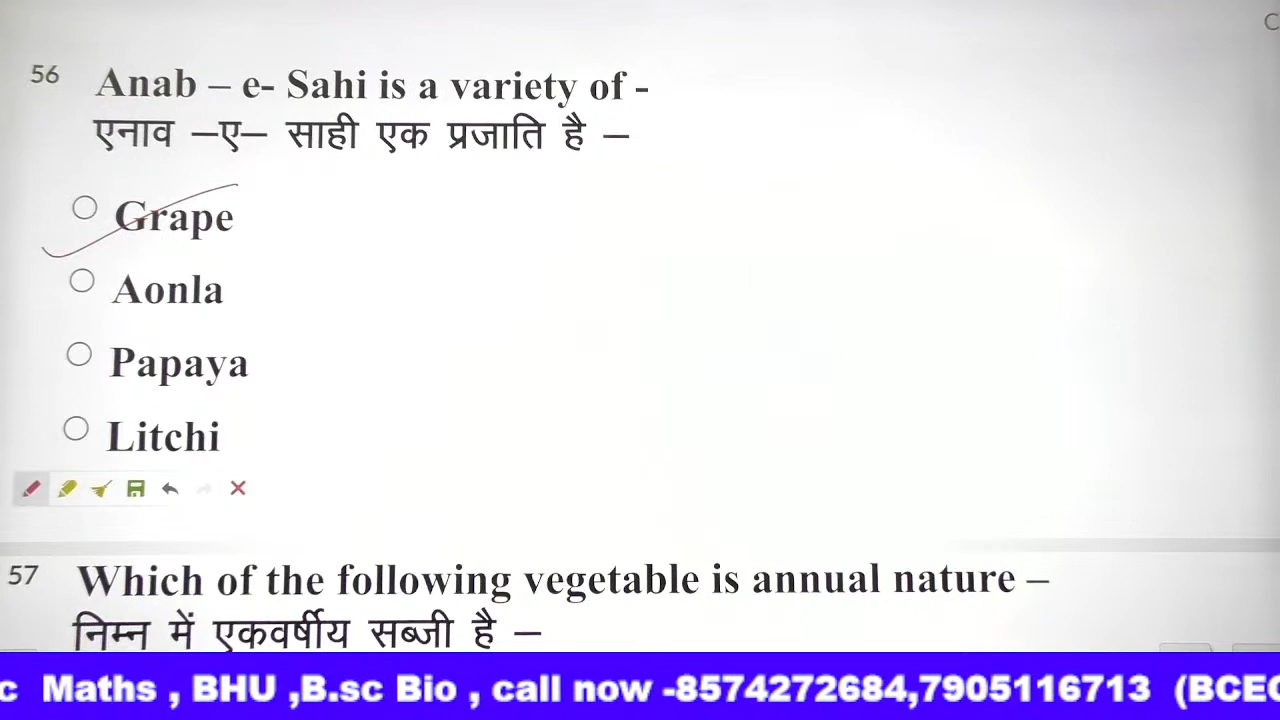 C
56 Anab – e- Sahi is a variety of -
एनाव –ए– साही एक प्रजाति है –
Grape
Aonla
Papaya
Litchi
57 Which of the following vegetable is annual nature –
निम्न में एकवर्षीय सब्जी है –
c Maths , BHU ,B.sc Bio , call now -8574272684,7905116713 (BCEC